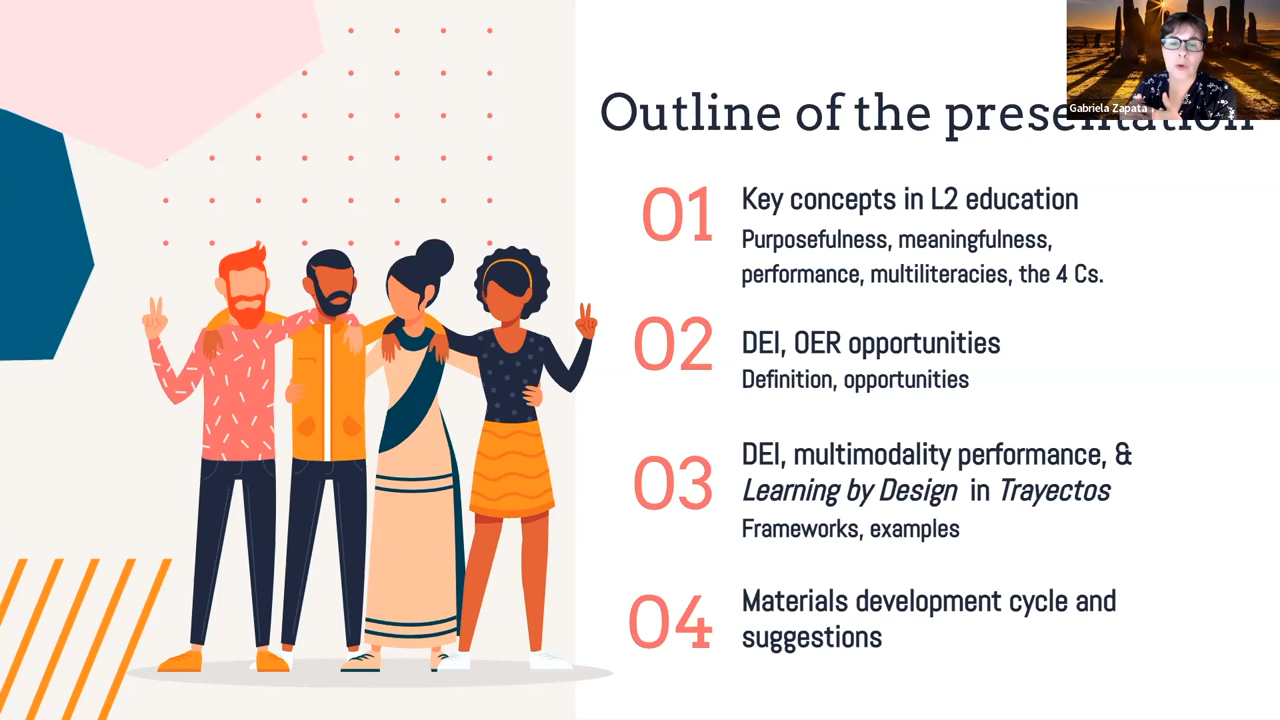 Gabriela Zapata
Outline of the presentation
01
Key concepts in L2 education
Purposefulness, meaningfulness,
performance, multiliteracies, the 4 Cs.
02
DEI, OER opportunities
Definition, opportunities
03
DEI, multimodality performance, &
Learning by Design in Trayectos
Frameworks, examples
04
Materials development cycle and
suggestions